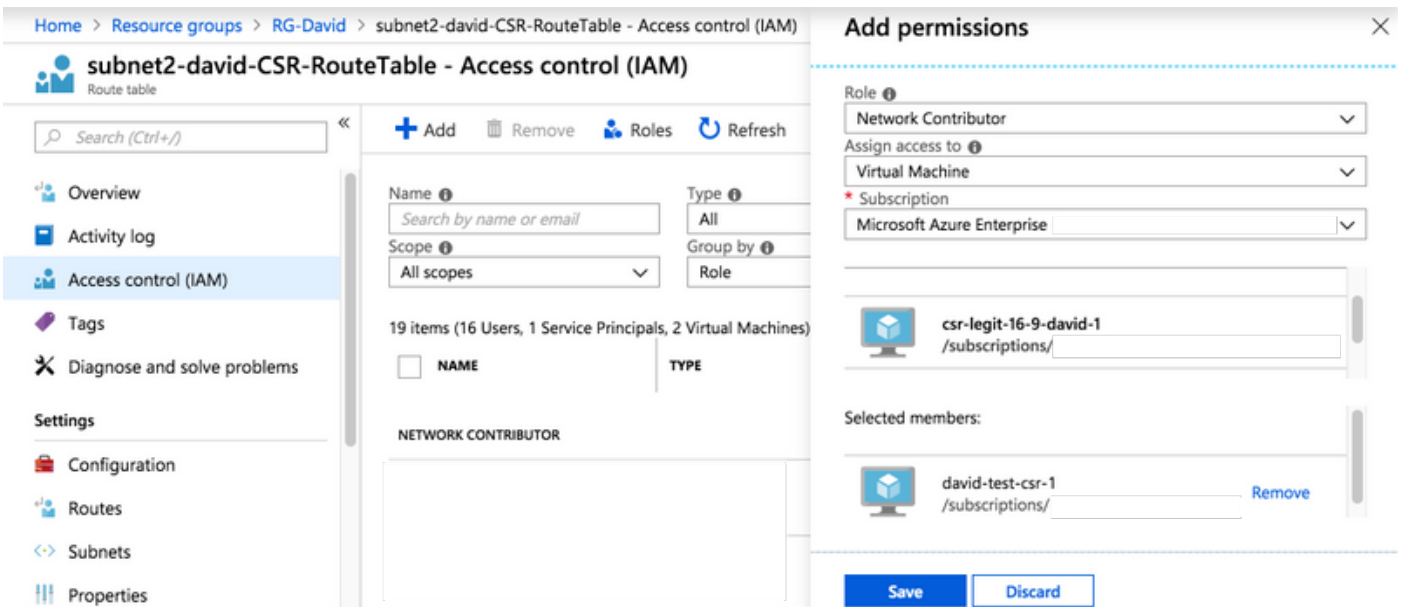 Home > Resource groups > RG-David > subnet2-david-CSR-RouteTable - Access control (IAM)
subnet2-david-CSR-RouteTable - Access control (IAM)
Route table
Search (Ctrl+/)
«
Overview
Activity log
Access control (IAM)
Tags
Diagnose and solve problems
Settings
Configuration
Routes
Subnets
Properties
Add Remove Roles Refresh
Name Type
Search by name or email All
Scope Group by
All scopes Role
19 items (16 Users, 1 Service Principals, 2 Virtual Machines)
NAME TYPE
NETWORK CONTRIBUTOR
Add permissions
Role
Network Contributor
Assign access to
Virtual Machine
* Subscription
Microsoft Azure Enterprise
csr-legit-16-9-david-1
/subscriptions/
Selected members:
david-test-csr-1
/subscriptions/
Remove
Save Discard